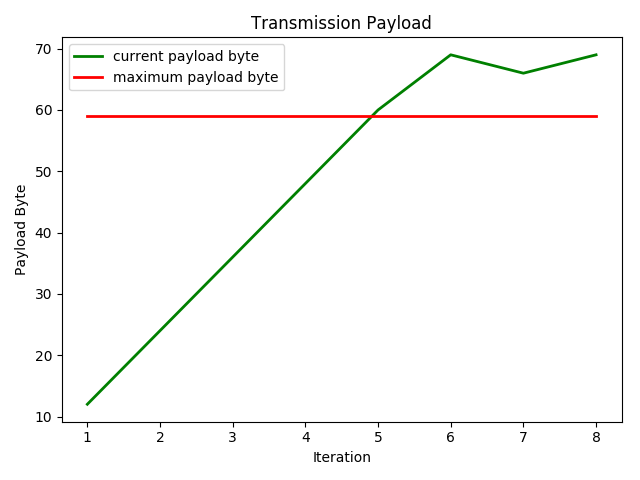 Transmission Payload
current payload byte
maximum payload byte
Payload Byte
70
60
50
40
30
20
10
1 2 3 4 5 6 7 8
Iteration